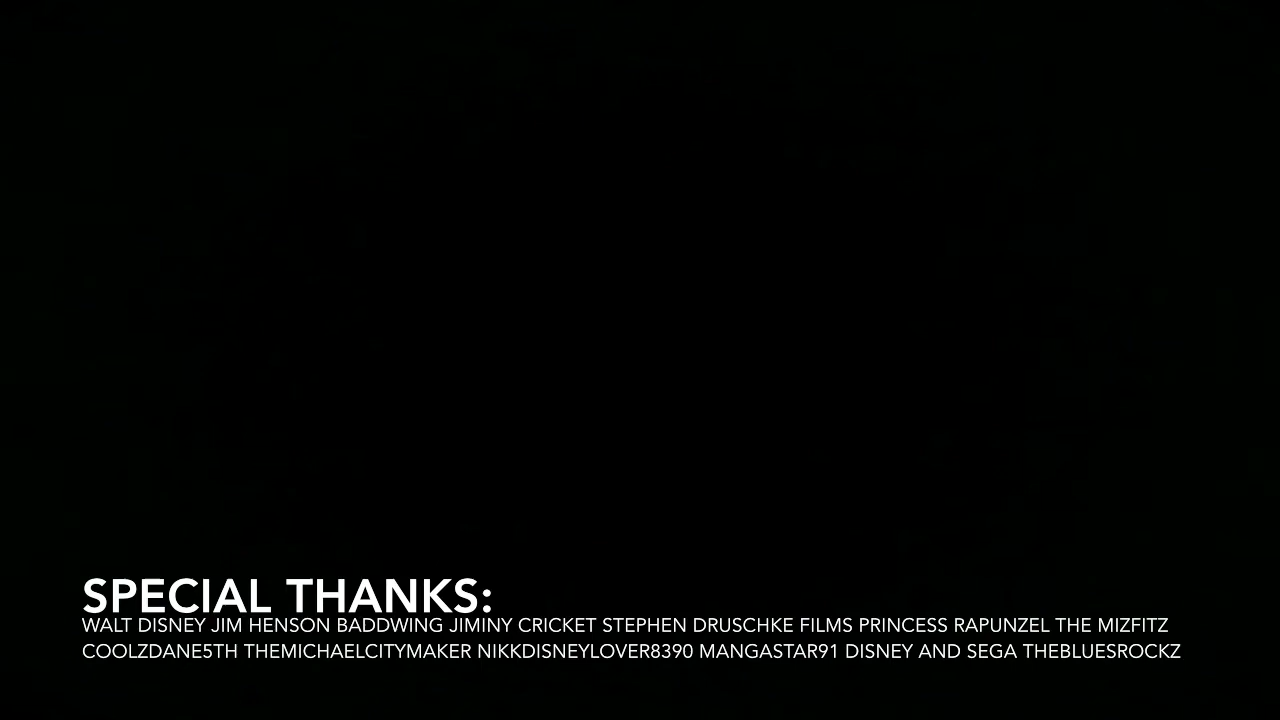 SPECIAL THANKS:
WALT DISNEY JIM HENSON BADDWING JIMINY CRICKET STEPHEN DRUSCHKE FILMS PRINCESS RAPUNZEL THE MIZFITZ
COOLZDANE5TH THEMICHAELCITYMAKER NIKKDISNEYLOVER8390 MANGASTAR91 DISNEY AND SEGA THEBLUESROCKZ